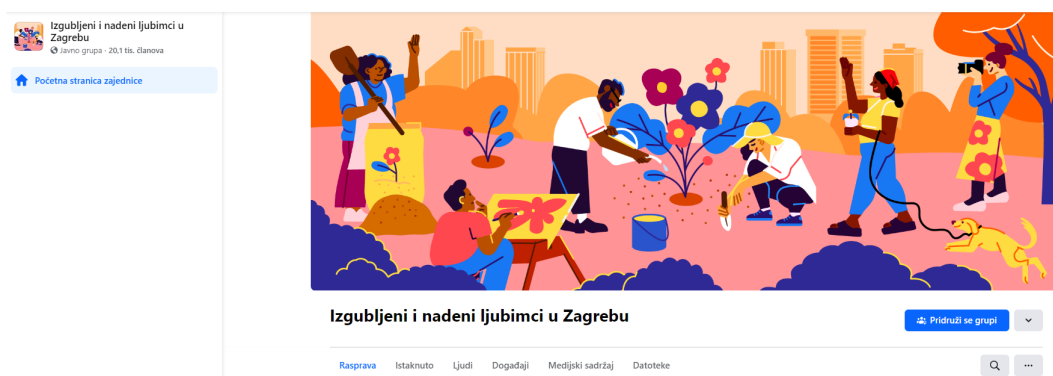 Izgubljeni i nadeni ljubimci u
Zagrebu
Javno grupa · 20,1 tis. članova
Početna stranica zajednice
Izgubljeni i nadeni ljubimci u Zagrebu
Pridruži se grupi
Rasprava Istaknuto Ljudi Događaji Medijski sadržaj Datoteke